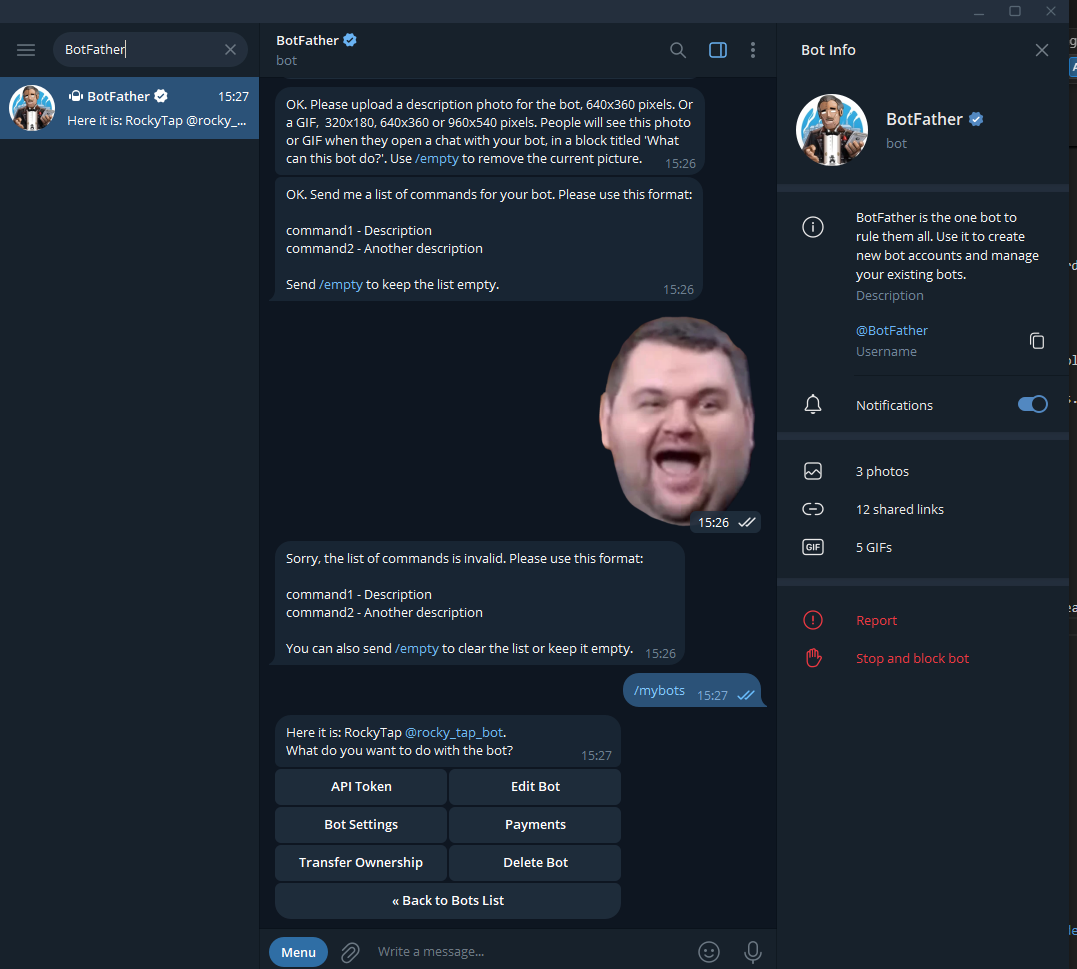 BotFather
BotFather
15:27
Here it is: RockyTap @rocky_...
BotFather
bot
OK. Please upload a description photo for the bot, 640x360 pixels. Or
a GIF, 320x180, 640x360 or 960x540 pixels. People will see this photo
or GIF when they open a chat with your bot, in a block titled 'What
can this bot do?'. Use /empty to remove the current picture.
15:26
OK. Send me a list of commands for your bot. Please use this format:
command1 - Description
command2 - Another description
Send /empty to keep the list empty.
15:26
15:26
Sorry, the list of commands is invalid. Please use this format:
command1 - Description
command2 - Another description
You can also send /empty to clear the list or keep it empty.
15:26
/mybots
15:27
Here it is: RockyTap @rocky_tap_bot.
What do you want to do with the bot?
15:27
API Token
Edit Bot
Bot Settings
Payments
Transfer Ownership
Delete Bot
« Back to Bots List
Menu
Write a message...
Bot Info
BotFather
bot
BotFather is the one bot to
rule them all. Use it to create
new bot accounts and manage
your existing bots.
Description
@BotFather
Username
Notifications
3 photos
12 shared links
GIF
5 GIFs
Report
Stop and block bot